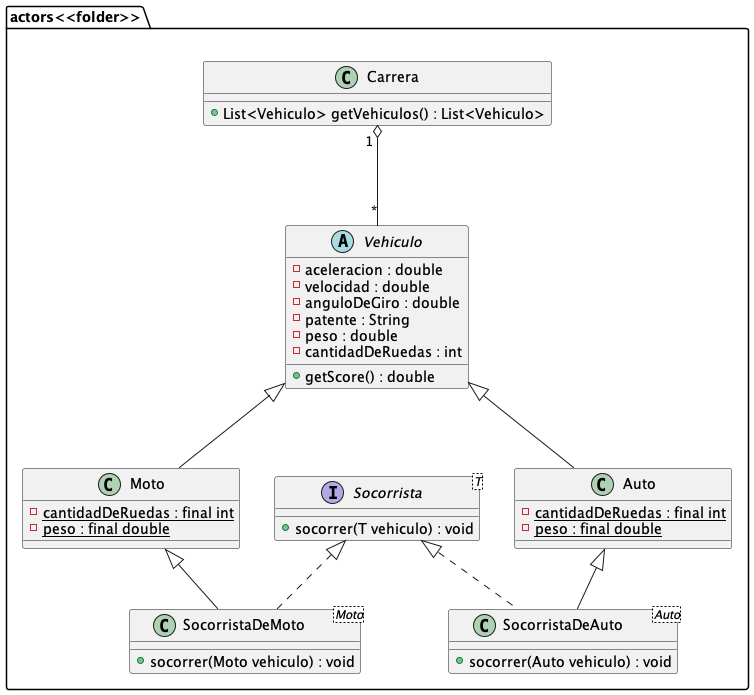 actors<<folder>>
C Carrera
List<Vehiculo> getVehiculos() : List<Vehiculo>
1
*
A Vehiculo
aceleracion : double
velocidad : double
anguloDeGiro : double
patente : String
peso : double
cantidadDeRuedas : int
getScore() : double
C Moto
cantidadDeRuedas : final int
peso : final double
I Socorrista
T
socorrer(T vehiculo) : void
C Auto
cantidadDeRuedas : final int
peso : final double
C SocorristaDeMoto
Moto
socorrer(Moto vehiculo) : void
C SocorristaDeAuto
Auto
socorrer(Auto vehiculo) : void